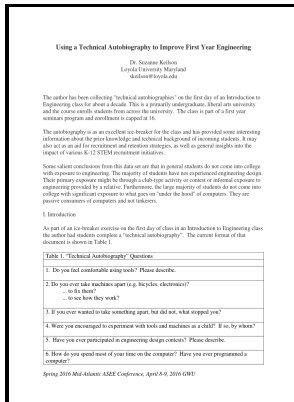 Using a Technical Autobiography to Improve First Year Engineering
Dr. Suzanne Keilson
Loyola University Maryland
skeilson@loyola.edu
The author has been collecting "technical autobiographies" on the first day of an Introduction to
Engineering class for about a decade. This is a primarily undergraduate, liberal arts university
and the course enrolls students from across the university. The class is part of a first year
seminars program and enrollment is capped at 16.
The autobiography is as an excellent ice-breaker for the class and has provided some interesting
information about the prior knowledge and technical background of incoming students. It may
also act as an aid for recruitment and retention strategies, as well as general insights into the
impact of various K-12 STEM recruitment initiatives.
Some salient conclusions from this data set are that in general students do not come into college
with exposure to engineering. The majority of students have not experienced engineering design.
Their primary exposure might be through a club-type activity or contest or informal exposure to
engineering provided by a relative. Furthermore, the large majority of students do not come into
college with significant exposure to what goes on "under the hood" of computers. They are
passive consumers of computers and not tinkerers.
I. Introduction
As part of an ice-breaker exercise on the first day of class in an Introduction to Engineering class
the author had students complete a "technical autobiography". The current format of that
document is shown in Table 1.
Table 1. "Technical Autobiography" Questions
1. Do you feel comfortable using tools? Please describe.
2. Do you ever take machines apart (e.g. bicycles, electronics)?
... to fix them?
... to see how they work?
3. If you ever wanted to take something apart, but did not, what stopped you?
4. Were you encouraged to experiment with tools and machines as a child? If so, by whom?
5. Have you ever participated in engineering design contests? Please describe.
6. How do you spend most of your time on the computer? Have you ever programmed a
computer?
Spring 2016 Mid-Atlantic ASEE Conference, April 8-9, 2016 GWU